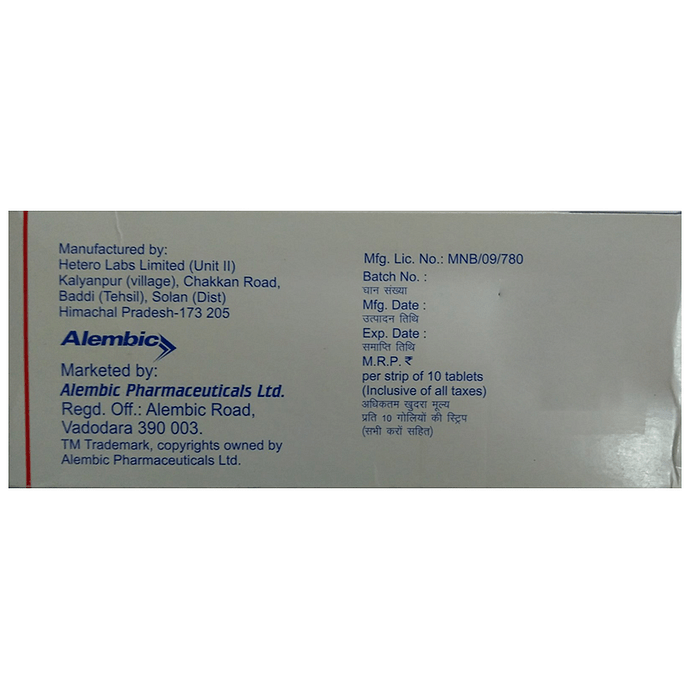 Manufactured by:
Hetero Labs Limited (Unit II)
Kalyanpur (village), Chakkan Road,
Baddi (Tehsil), Solan (Dist)
Himachal Pradesh-173 205
Alembic
Marketed by:
Alembic Pharmaceuticals Ltd.
Regd. Off.: Alembic Road,
Vadodara 390 003.
TM Trademark, copyrights owned by
Alembic Pharmaceuticals Ltd.
Mfg. Lic. No.: MNB/09/780
Batch No. :
घान संख्या
Mfg. Date :
उत्पादन तिथि
Exp. Date :
समाप्ति तिथि
M.R.P. ₹
per strip of 10 tablets
(Inclusive of all taxes)
अधिकतम खुदरा मूल्य
प्रति 10 गोलियों की स्ट्रिप
(सभी करों सहित)